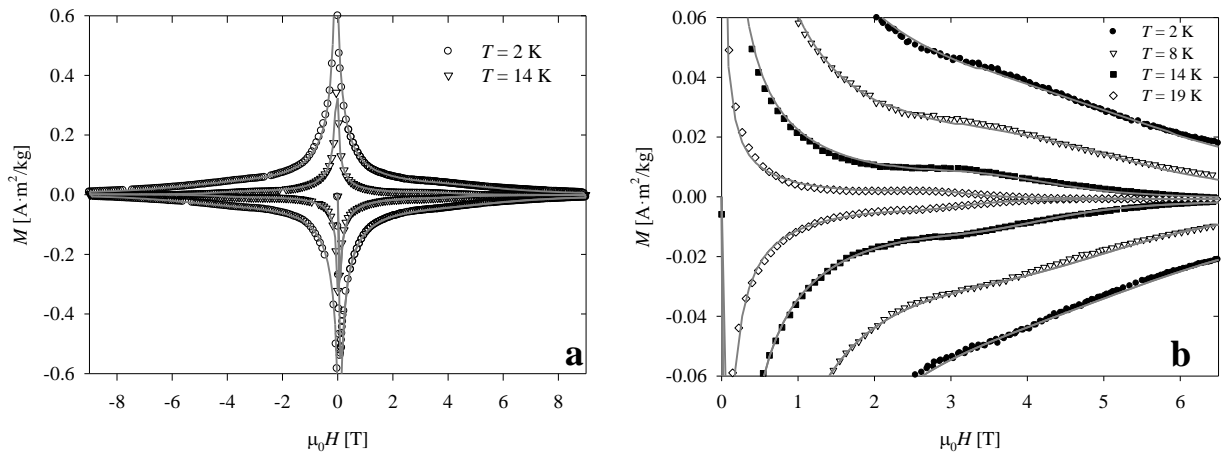 0.6
0.4
0.2
0.0
-0.2
-0.4
-0.6
M [A·m²/kg]
T = 2 K
T = 14 K
a
-8 -6 -4 -2 0 2 4 6 8
μ₀H [T]
0.06
0.04
0.02
0.00
-0.02
-0.04
-0.06
M [A·m²/kg]
T = 2 K
T = 8 K
T = 14 K
T = 19 K
b
0 1 2 3 4 5 6
μ₀H [T]